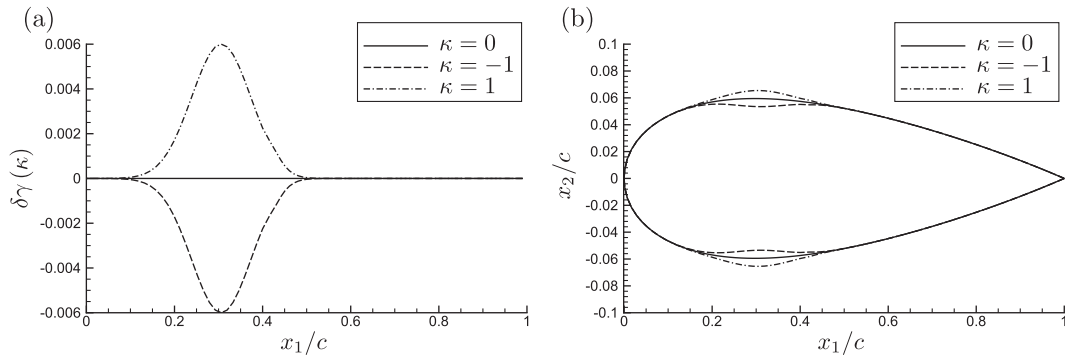 (a)
κ = 0
κ = −1
κ = 1
0.006
0.004
0.002
0
-0.002
-0.004
-0.006
δγ (κ)
0 0.2 0.4 0.6 0.8 1
x₁/c
(b)
κ = 0
κ = −1
κ = 1
0.1
0.08
0.06
0.04
0.02
0
-0.02
-0.04
-0.06
-0.08
-0.1
x₂/c
0 0.2 0.4 0.6 0.8 1
x₁/c